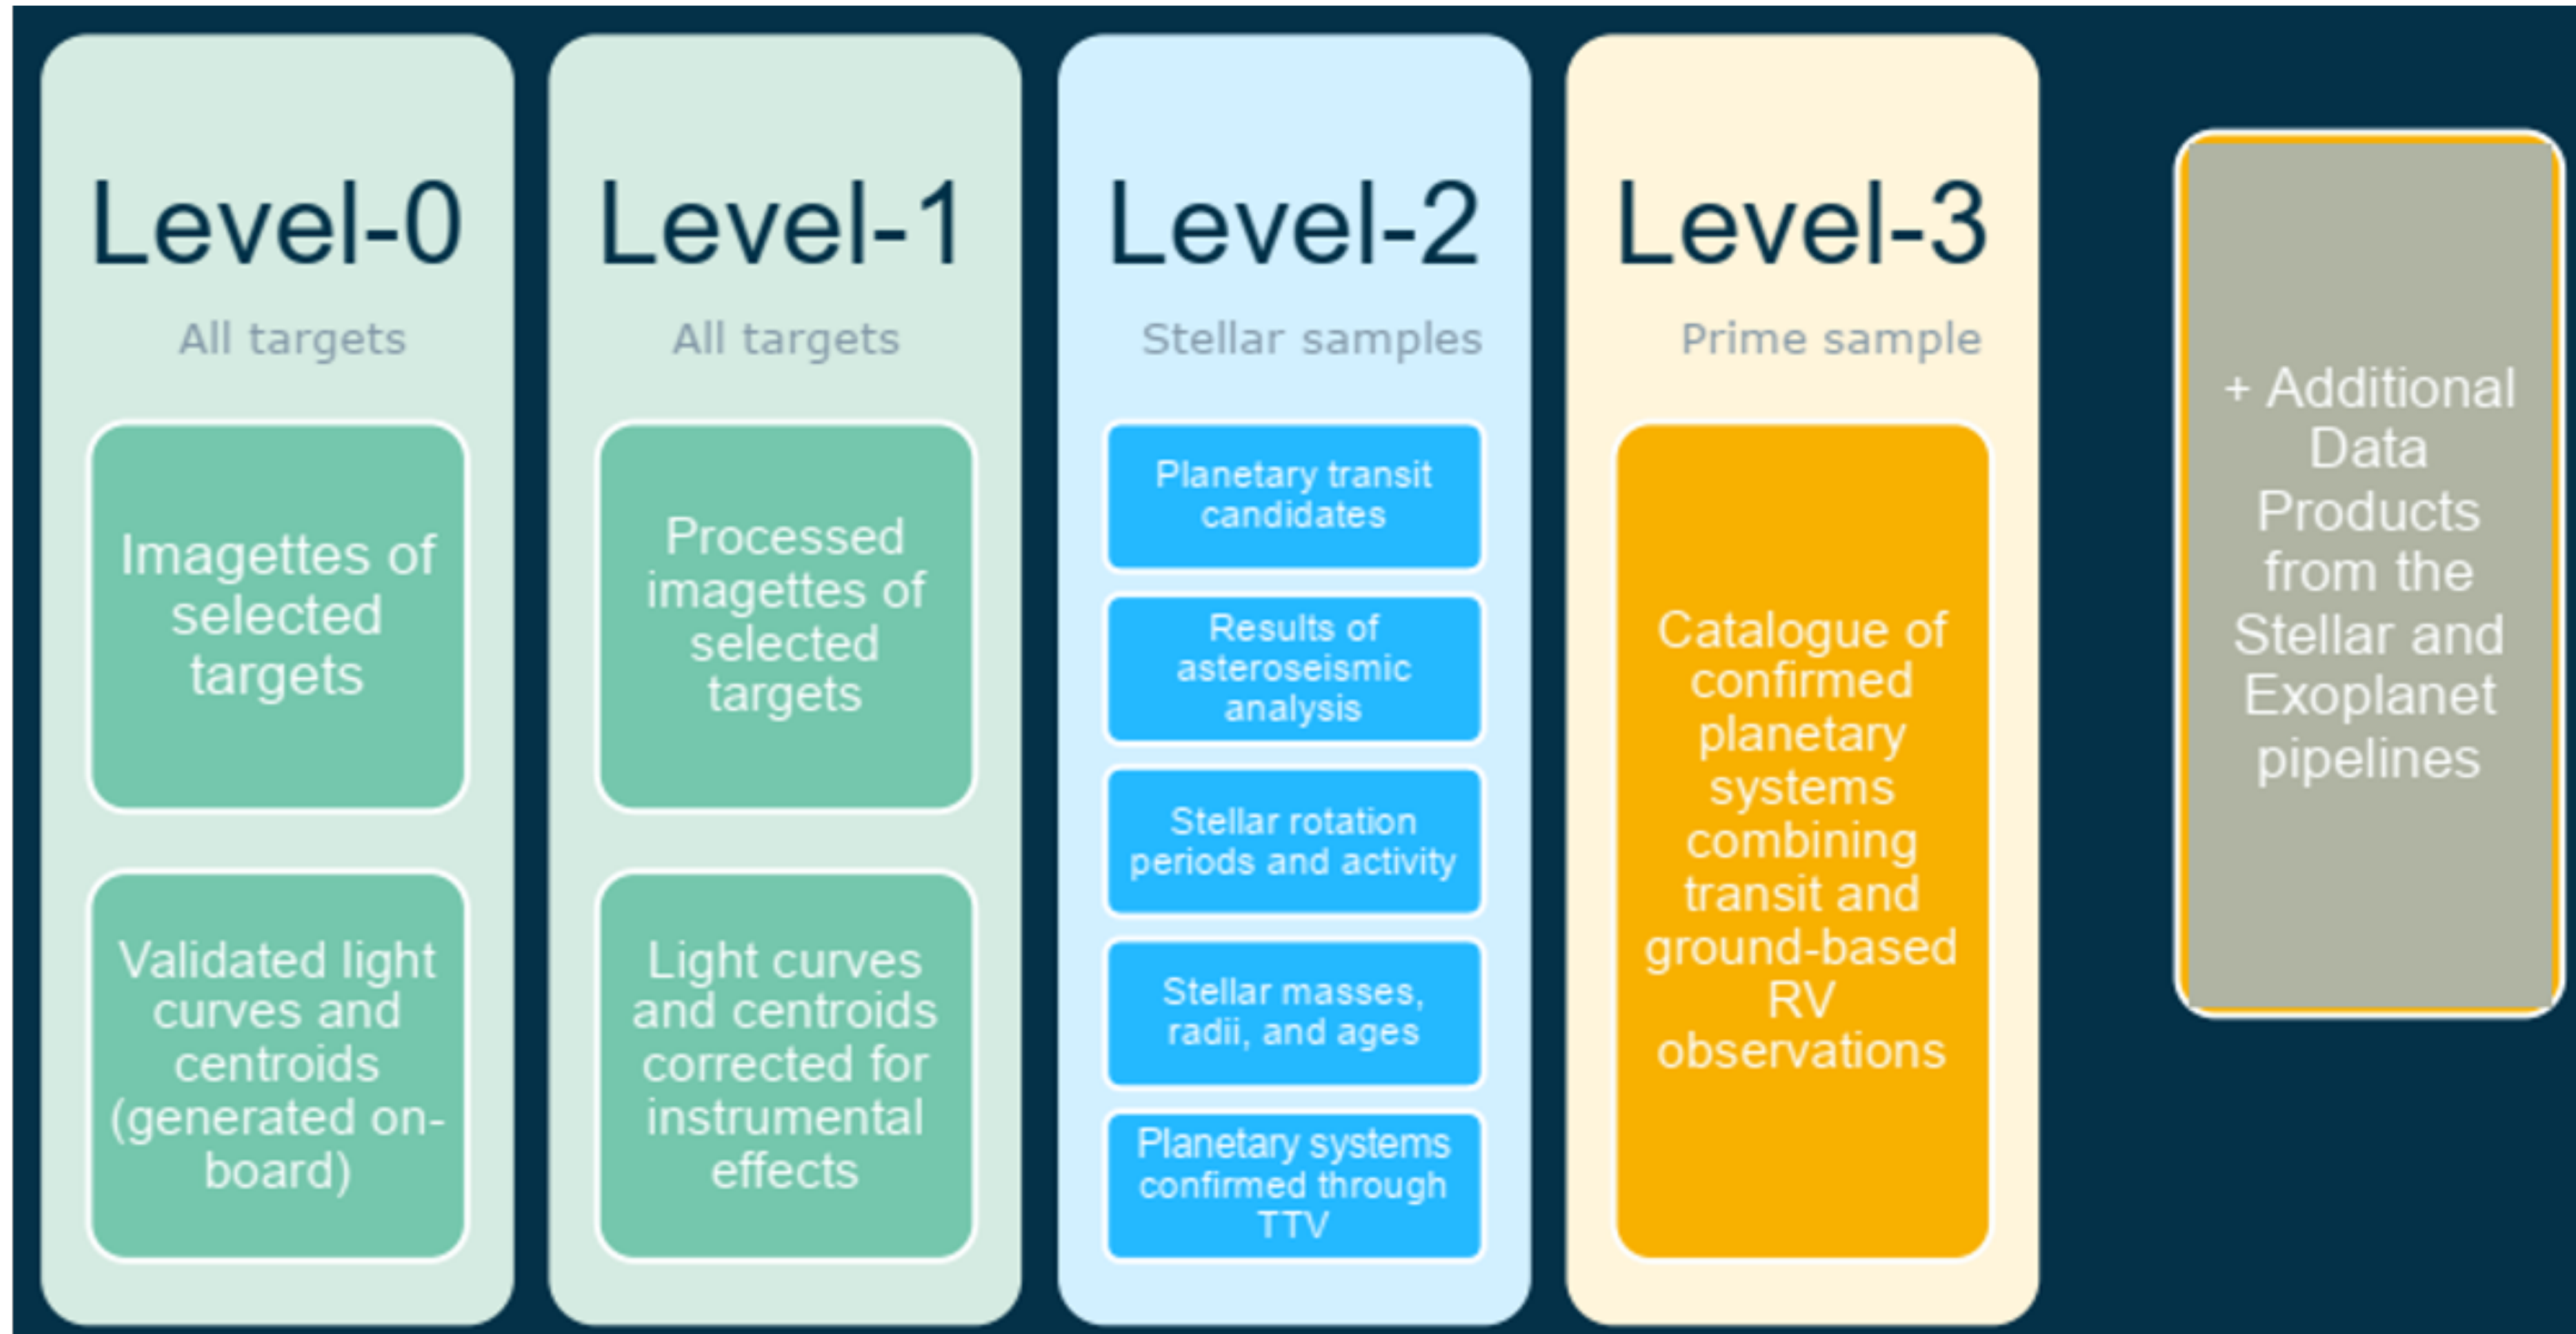 Level-0
All targets
Imagettes of
selected
targets
Validated light
curves and
centroids
(generated on-
board)
Level-1
All targets
Processed
imagettes of
selected
targets
Light curves
and centroids
corrected for
instrumental
effects
Level-2
Stellar samples
Planetary transit
candidates
Results of
asteroseismic
analysis
Stellar rotation
periods and activity
Stellar masses,
radii, and ages
Planetary systems
confirmed through
TTV
Level-3
Prime sample
Catalogue of
confirmed
planetary
systems
combining
transit and
ground-based
RV
observations
+ Additional
Data
Products
from the
Stellar and
Exoplanet
pipelines